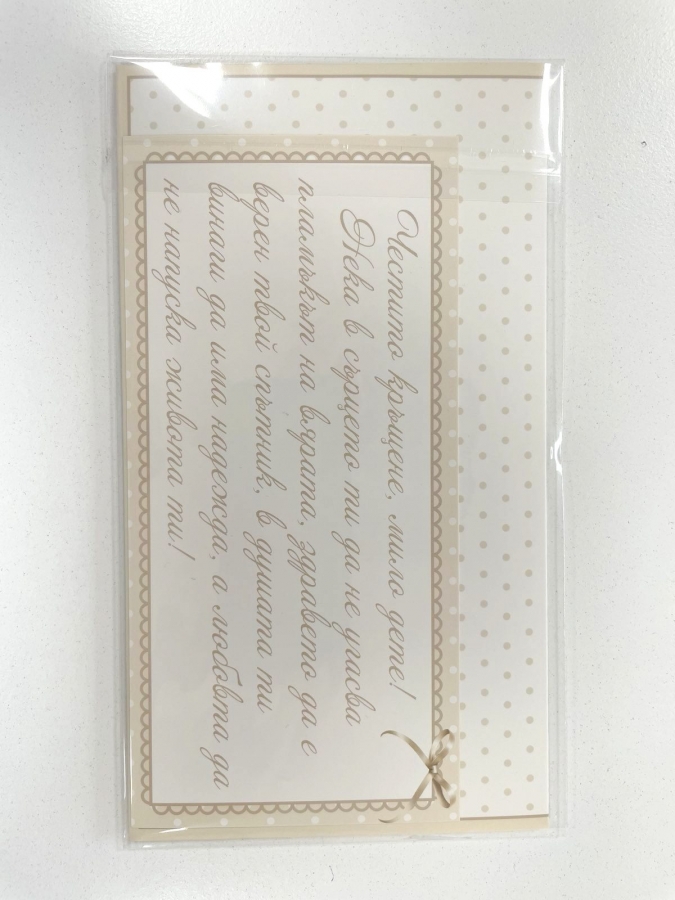 Честито кръщене, мило дете!
Нека в сърцето ти да не угасва
пламъкът на вярата, здравето да е
верен твой спътник, в душата ти
винаги да има надежда, а любовта да
не напуска живота ти!